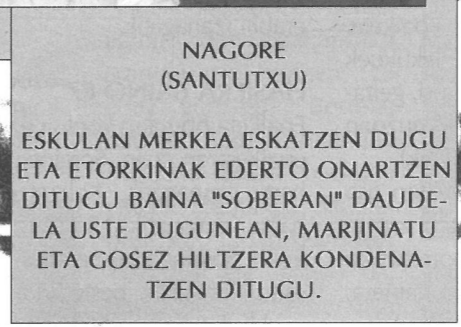 NAGORE
(SANTUTXU)
ESKULAN MERKEA ESKATZEN DUGU
ETA ETORKINAK EDERTO ONARTZEN
DITUGU BAINA "SOBERAN" DAUDE-
LA USTE DUGUNEAN, MARJINATU
ETA GOSEZ HILTZERA KONDENA-
TZEN DITUGU.